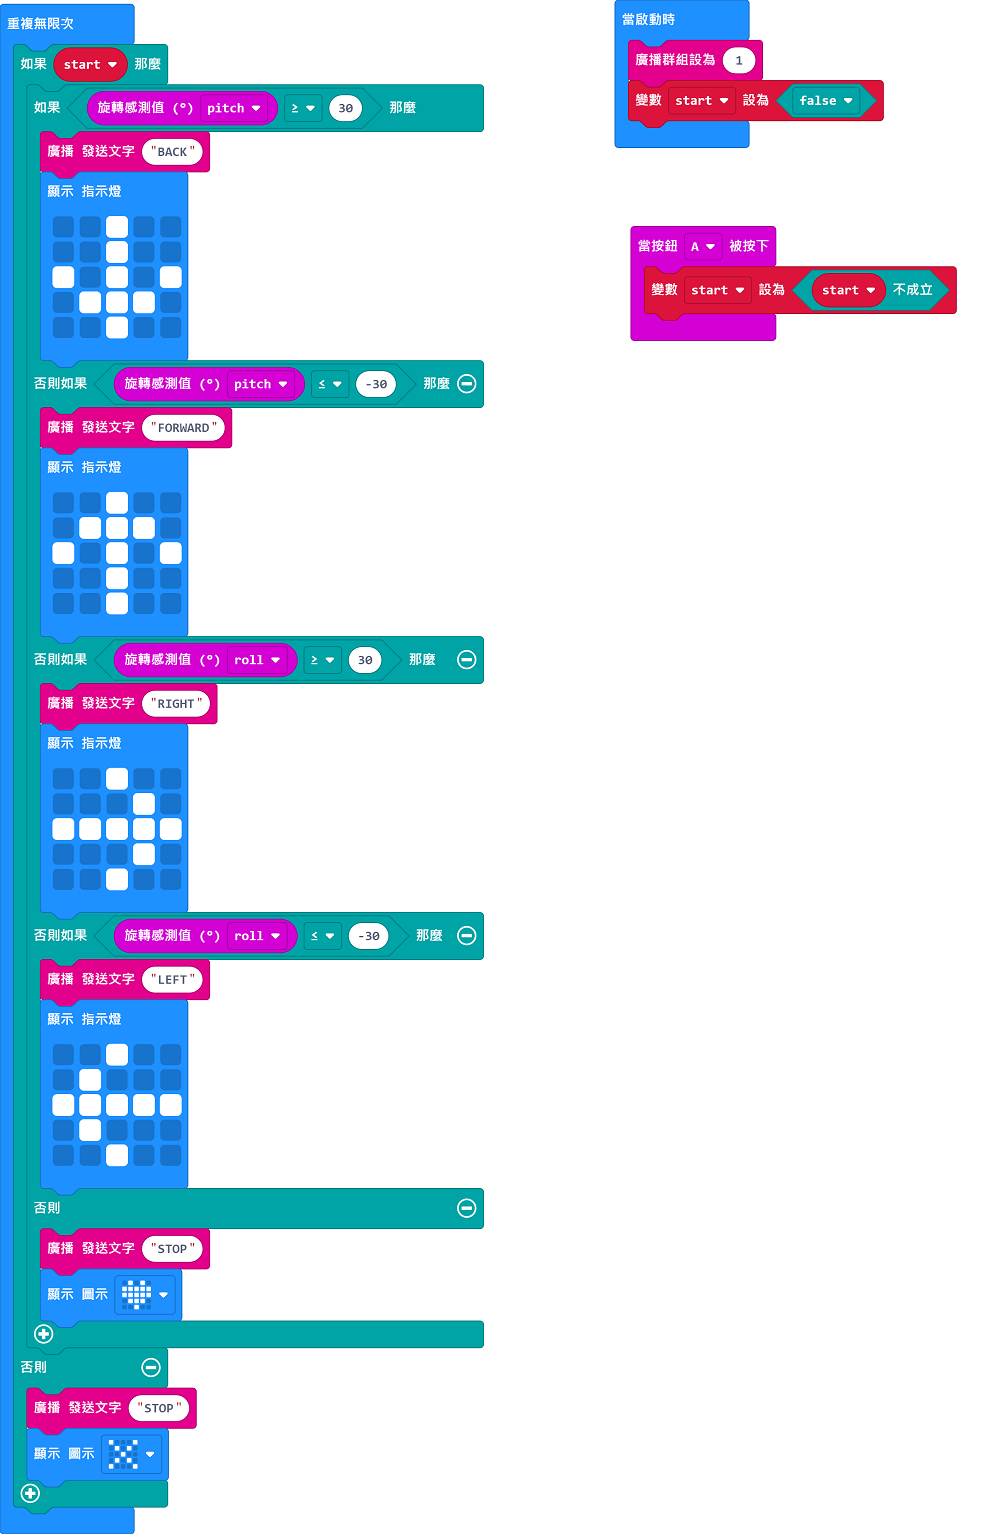 重複無限次
如果 start 那麼
如果 旋轉感測值 (°) pitch ≥ 30 那麼
廣播 發送文字 "BACK"
顯示 指示燈
否則如果 旋轉感測值 (°) pitch ≤ -30 那麼
廣播 發送文字 "FORWARD"
顯示 指示燈
否則如果 旋轉感測值 (°) roll ≥ 30 那麼
廣播 發送文字 "RIGHT"
顯示 指示燈
否則如果 旋轉感測值 (°) roll ≤ -30 那麼
廣播 發送文字 "LEFT"
顯示 指示燈
否則
廣播 發送文字 "STOP"
顯示 圖示
否則
廣播 發送文字 "STOP"
顯示 圖示
當啟動時
廣播群組設為 1
變數 start 設為 false
當按鈕 A 被按下
變數 start 設為 start 不成立